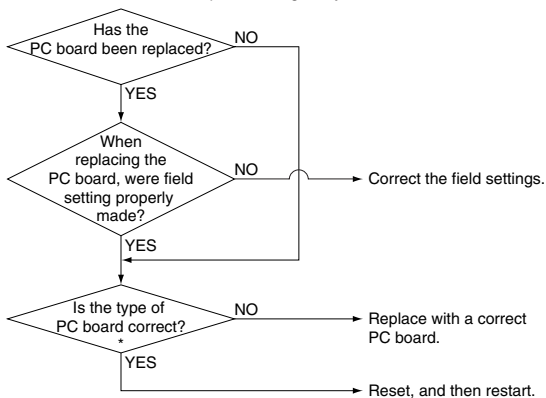 Has the
PC board been replaced?
NO
YES
When
replacing the
PC board, were field
setting properly
made?
NO
Correct the field settings.
YES
Is the type of
PC board correct?
*
NO
Replace with a correct
PC board.
YES
Reset, and then restart.